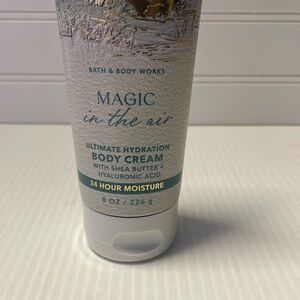 BATH & BODY WORKS
MAGIC
in the air
ULTIMATE HYDRATION
BODY CREAM
WITH SHEA BUTTER +
HYALURONIC ACID
24 HOUR MOISTURE
8 OZ / 226 g